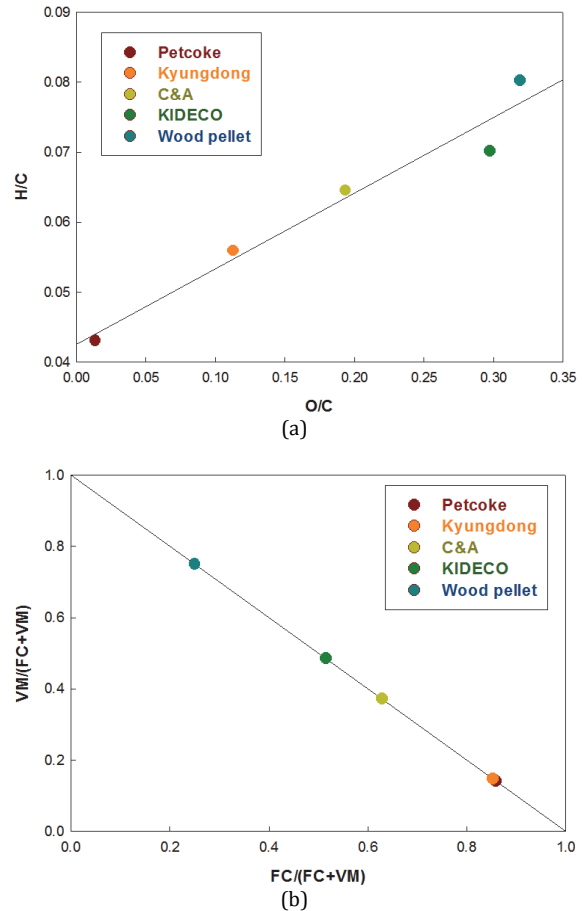 0.09
0.08
0.07
0.06
0.05
0.04
H/C
Petcoke
Kyungdong
C&A
KIDECO
Wood pellet
0.00 0.05 0.10 0.15 0.20 0.25 0.30 0.35
O/C
(a)
1.0
0.8
0.6
0.4
0.2
0.0
VM/(FC+VM)
Petcoke
Kyungdong
C&A
KIDECO
Wood pellet
0.0 0.2 0.4 0.6 0.8 1.0
FC/(FC+VM)
(b)